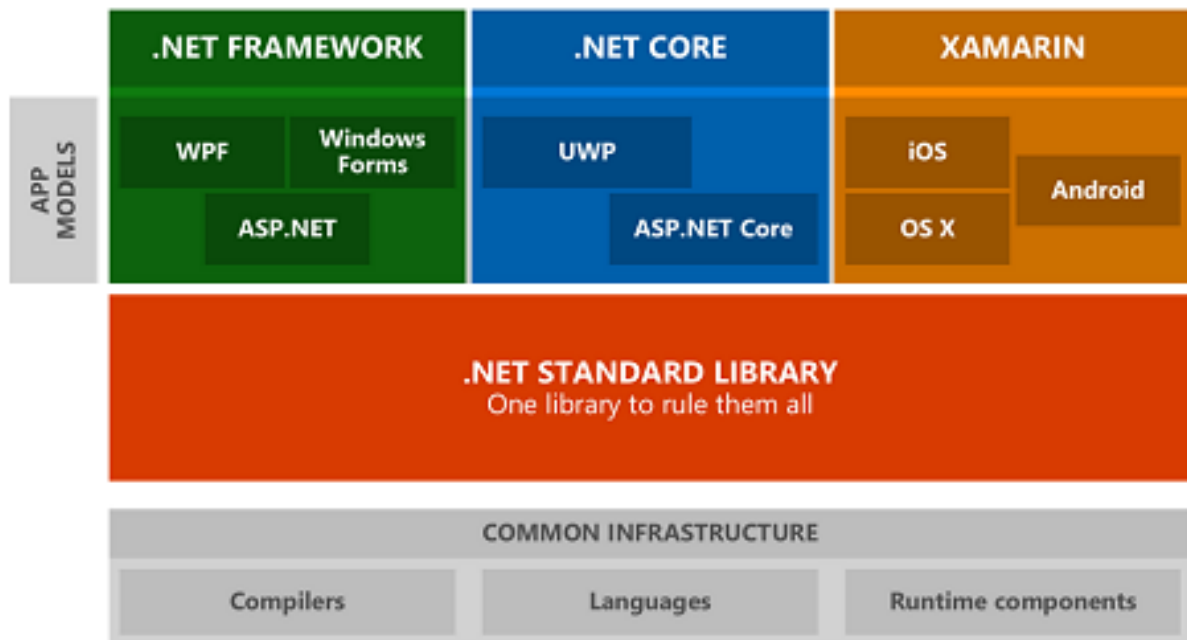 .NET FRAMEWORK
.NET CORE
XAMARIN
APP
MODELS
WPF
Windows
Forms
ASP.NET
UWP
ASP.NET Core
iOS
OS X
Android
.NET STANDARD LIBRARY
One library to rule them all
COMMON INFRASTRUCTURE
Compilers
Languages
Runtime components